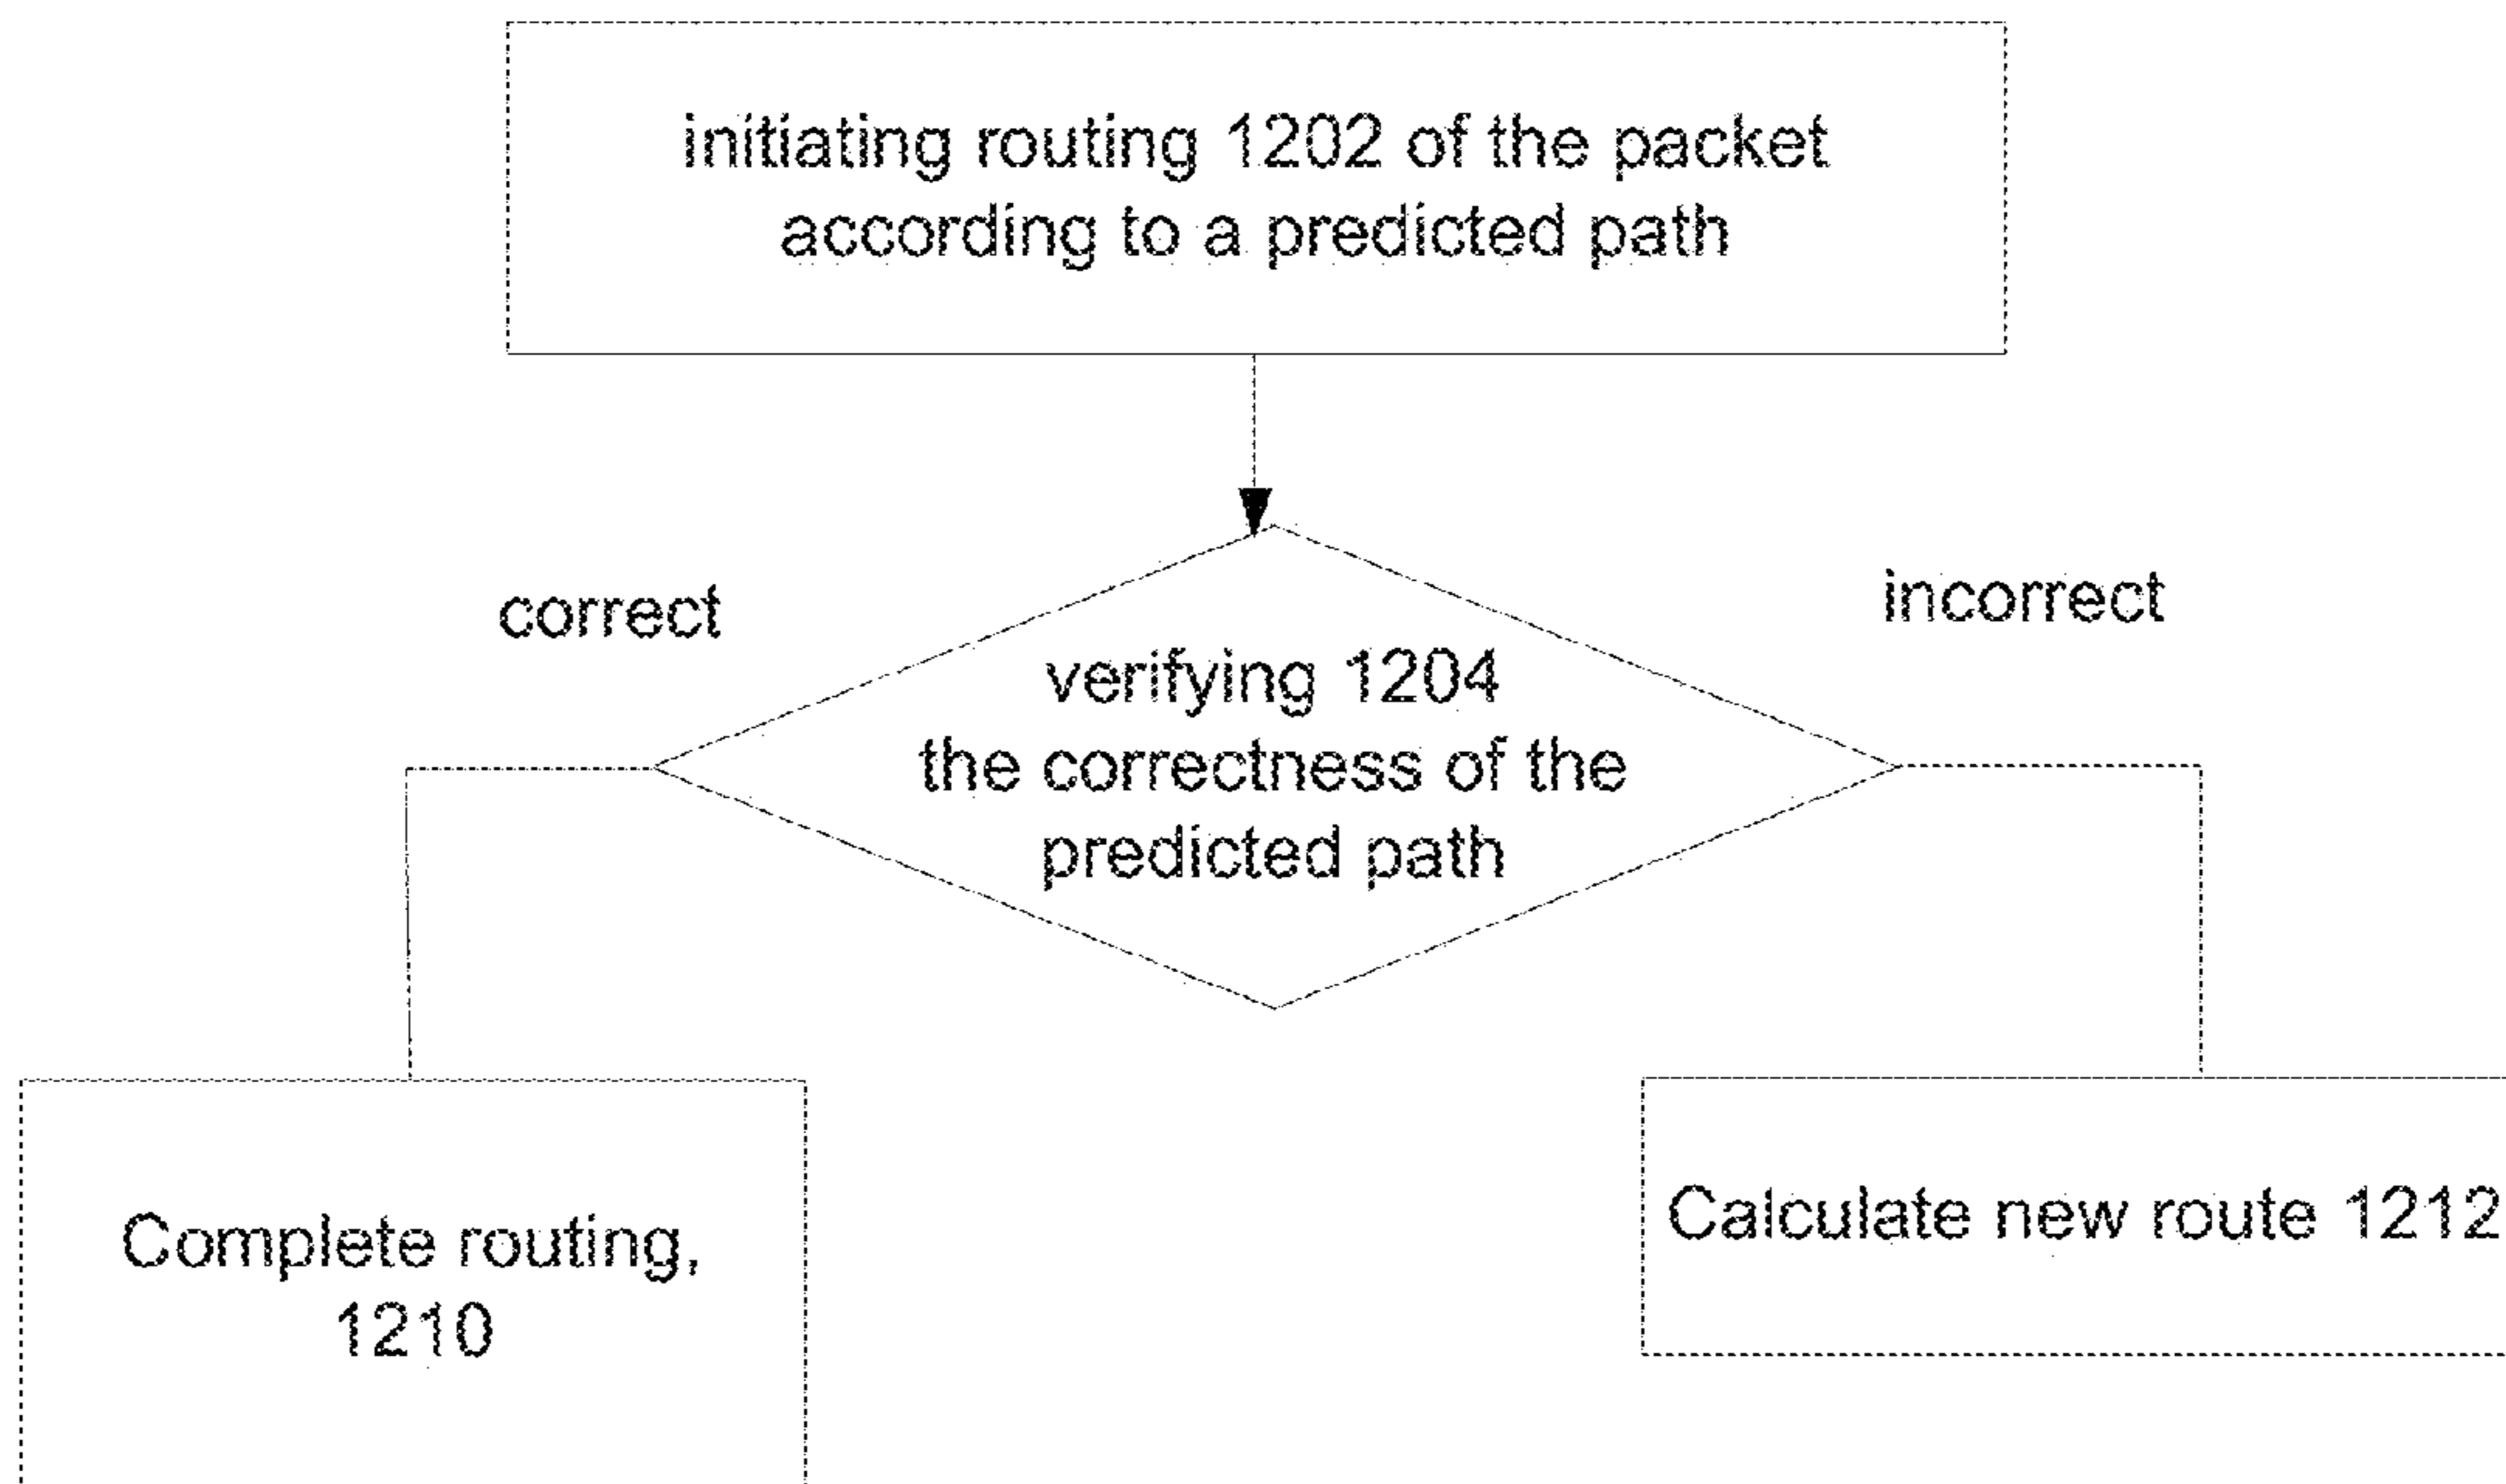 initiating routing 1202 of the packet
according to a predicted path
correct
incorrect
verifying 1204
the correctness of the
predicted path
Complete routing,
1210
Calculate new route 1212